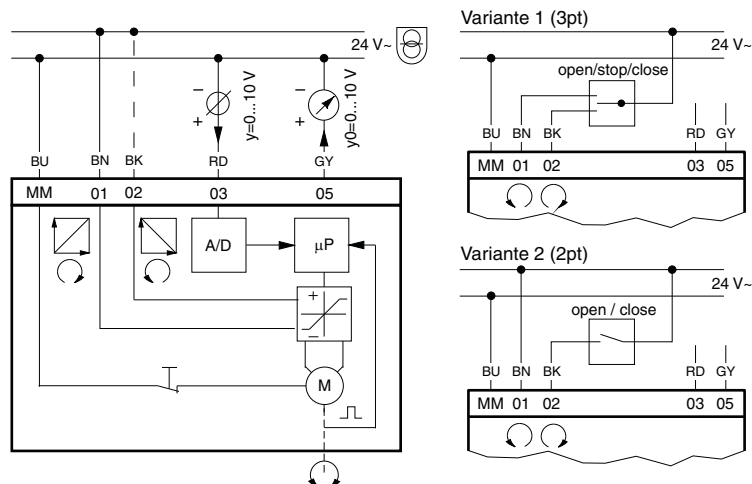 24 V~
− + y=0...10 V
− + y0=0...10 V
BU BN BK RD GY
MM 01 02 03 05
A/D µP
+
−
M
Variante 1 (3pt)
24 V~
open/stop/close
BU BN BK RD GY
MM 01 02 03 05
Variante 2 (2pt)
24 V~
open / close
BU BN BK RD GY
MM 01 02 03 05